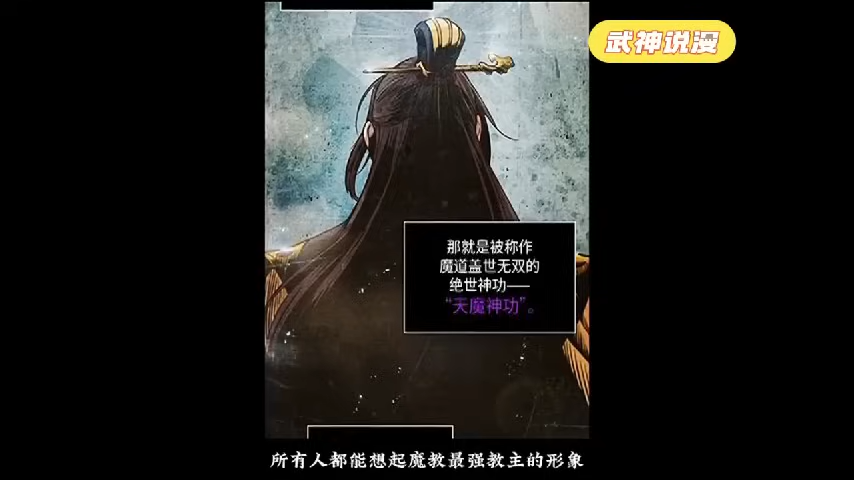 武神说漫
那就是被称作
魔道盖世无双的
绝世神功——
“天魔神功”。
所有人都能想起魔教最强教主的形象